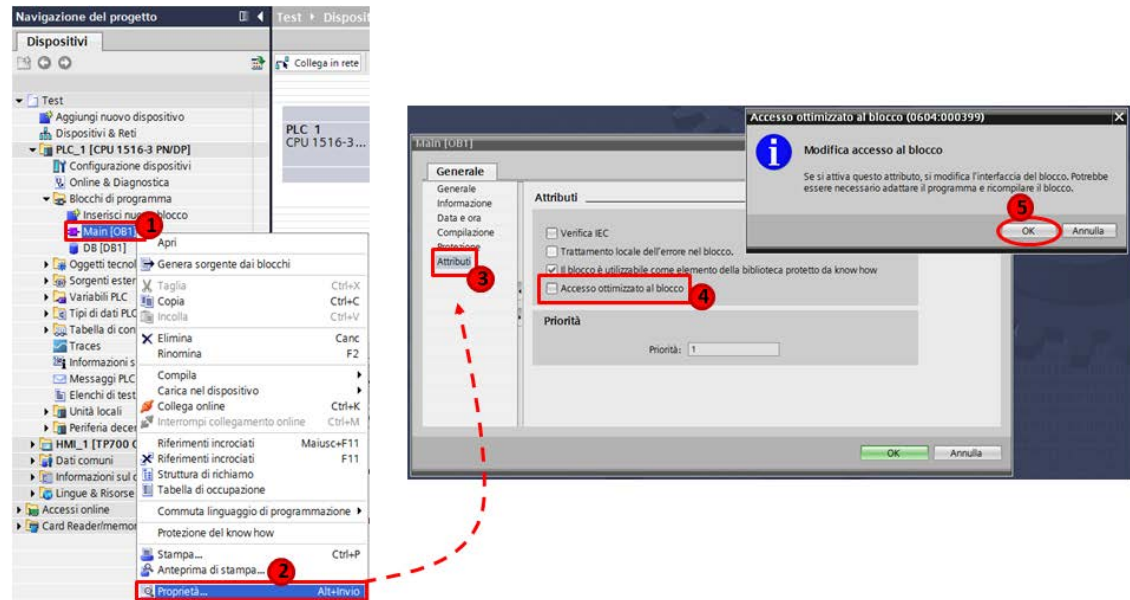 Navigazione del progetto
Test Disposit
Dispositivi
Collega in rete
Test
Aggiungi nuovo dispositivo
Dispositivi & Reti
PLC_1 [CPU 1516-3 PN/DP]
Configurazione dispositivi
Online & Diagnostica
Blocchi di programma
Inserisci nu blocco
Main [OB1]
DB [DB1]
Oggetti tecnol
Sorgenti ester
Variabili PLC
Tipi di dati PLC
Tabella di con
Traces
Informazioni s
Messaggi PLC
Elenchi di test
Unità locali
Periferia decer
HMI_1 [TP700 C
Dati comuni
Informazioni sul d
Lingue & Risorse
Accessi online
Card Reader/memor
PLC_1
CPU 1516-3...
1
Apri
Genera sorgente dai blocchi
Taglia Ctrl+X
Copia Ctrl+C
Incolla Ctrl+V
Elimina Canc
Rinomina F2
Compila
Carica nel dispositivo
Collega online Ctrl+K
Interrompi collegamento online Ctrl+M
Riferimenti incrociati Maiusc+F11
Riferimenti incrociati F11
Struttura di richiamo
Tabella di occupazione
Commuta linguaggio di programmazione
Protezione del know how
Stampa... Ctrl+P
Anteprima di stampa...
2
Proprietà... Alt+Invio
Main [OB1]
Generale
Generale
Informazione
Data e ora
Compilazione
Protezione
Attributi
3
Attributi
Verifica IEC
Trattamento locale dell'errore nel blocco.
Il blocco è utilizzabile come elemento della biblioteca protetto da know how
Accesso ottimizzato al blocco
4
Priorità
Priorità: 1
OK Annulla
Accesso ottimizzato al blocco (0604:000399) X
Modifica accesso al blocco
Se si attiva questo attributo, si modifica l'interfaccia del blocco. Potrebbe
essere necessario adattare il programma e ricompilare il blocco.
5
OK Annulla